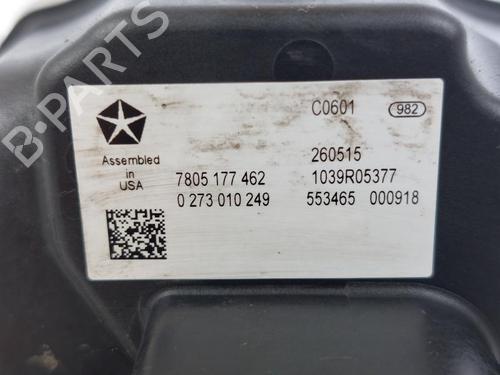 B-PARTS
C0601 982
Assembled
in
USA
260515
7805 177 462 1039R05377
0 273 010 249 553465 000918